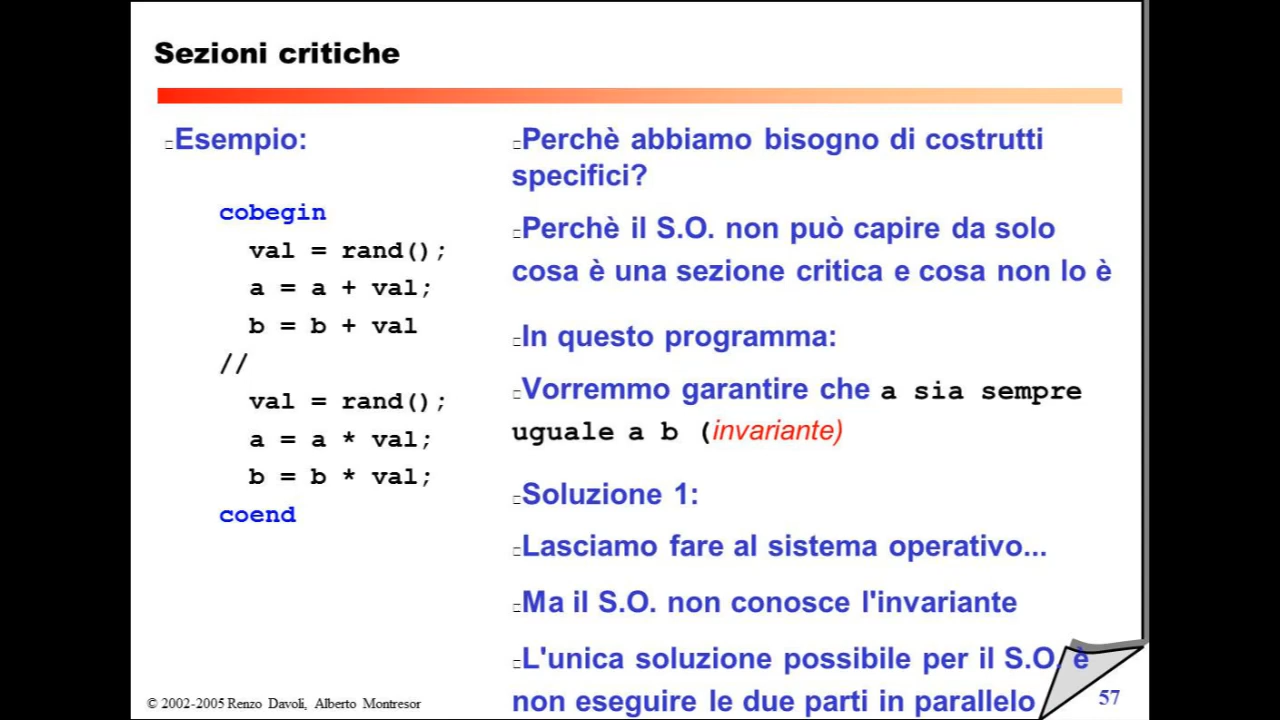 Sezioni critiche
Esempio:
cobegin
val = rand();
a = a + val;
b = b + val
//
val = rand();
a = a * val;
b = b * val;
coend
Perchè abbiamo bisogno di costrutti
specifici?
Perchè il S.O. non può capire da solo
cosa è una sezione critica e cosa non lo è
In questo programma:
Vorremmo garantire che a sia sempre
uguale a b (invariante)
Soluzione 1:
Lasciamo fare al sistema operativo...
Ma il S.O. non conosce l'invariante
L'unica soluzione possibile per il S.O. è
non eseguire le due parti in parallelo
© 2002-2005 Renzo Davoli, Alberto Montresor
57